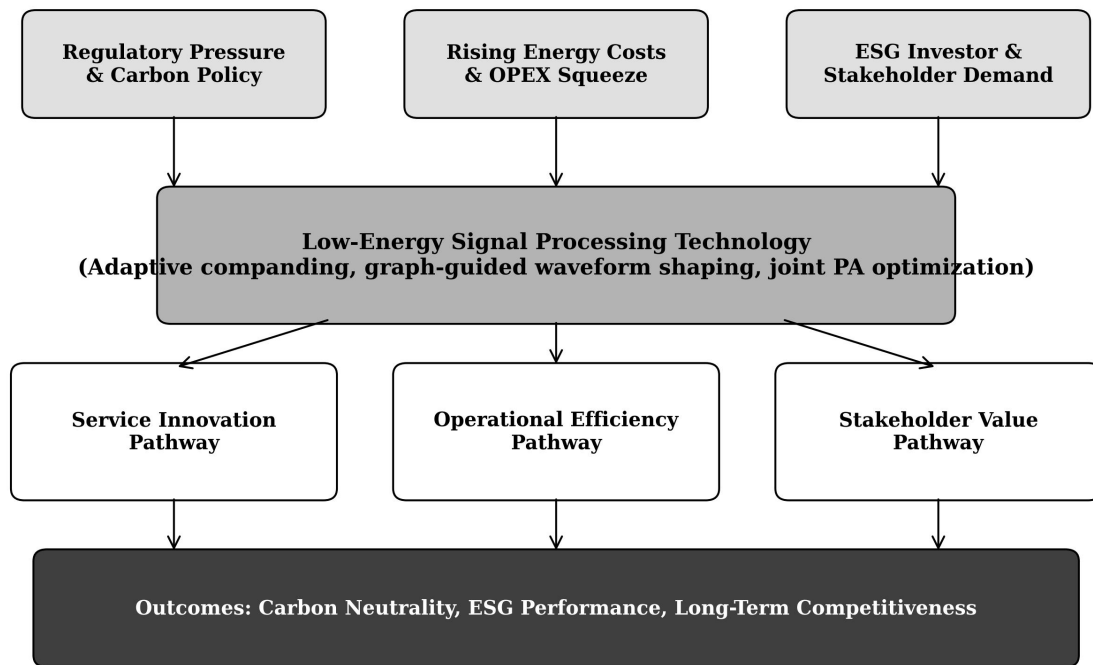 Regulatory Pressure
& Carbon Policy
Rising Energy Costs
& OPEX Squeeze
ESG Investor &
Stakeholder Demand
Low-Energy Signal Processing Technology
(Adaptive companding, graph-guided waveform shaping, joint PA optimization)
Service Innovation
Pathway
Operational Efficiency
Pathway
Stakeholder Value
Pathway
Outcomes: Carbon Neutrality, ESG Performance, Long-Term Competitiveness